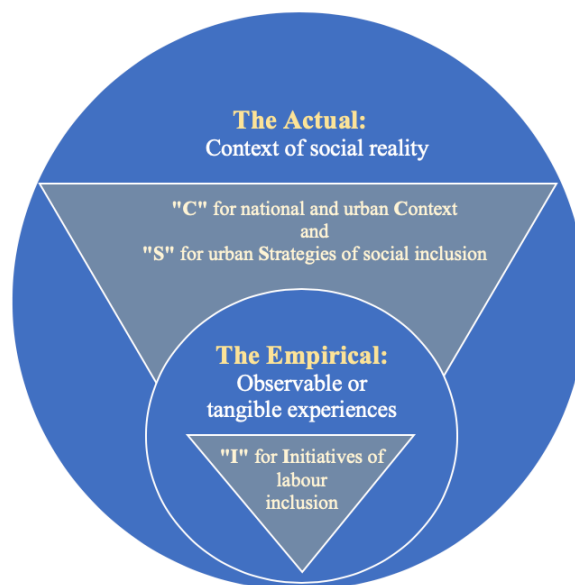 The Actual:
Context of social reality
"C" for national and urban Context
and
"S" for urban Strategies of social inclusion
The Empirical:
Observable or
tangible experiences
"I" for Initiatives of
labour
inclusion